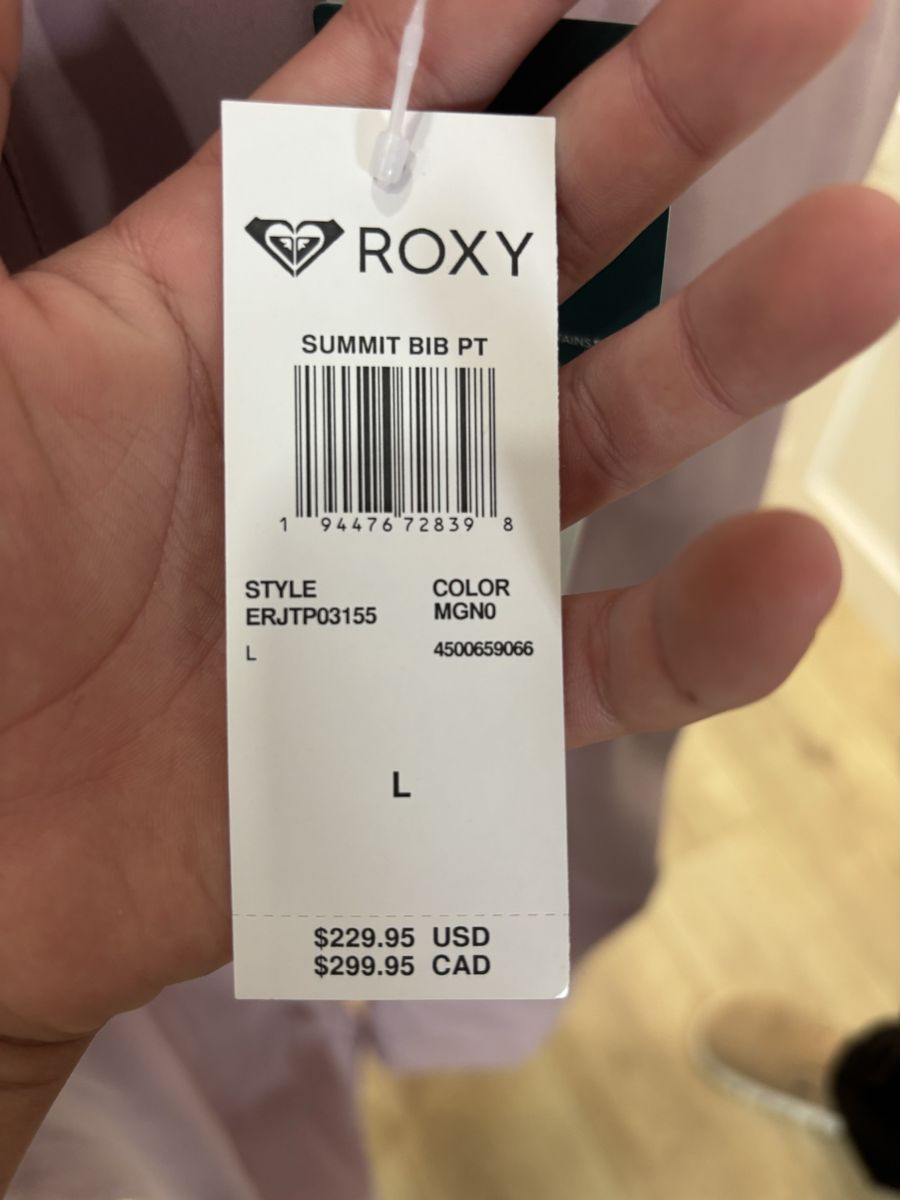 ROXY
SUMMIT BIB PT
1 94476 72839 8
STYLE COLOR
ERJTP03155 MGN0
L 4500659066
L
$229.95 USD
$299.95 CAD